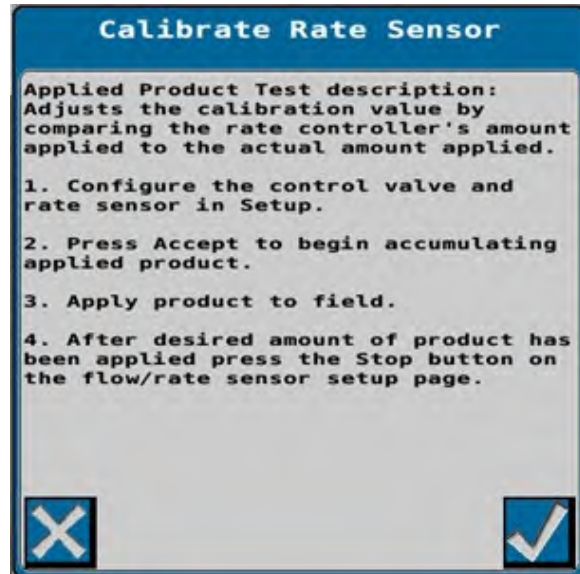 Calibrate Rate Sensor
Applied Product Test description:
Adjusts the calibration value by
comparing the rate controller's amount
applied to the actual amount applied.
1. Configure the control valve and
rate sensor in Setup.
2. Press Accept to begin accumulating
applied product.
3. Apply product to field.
4. After desired amount of product has
been applied press the Stop button on
the flow/rate sensor setup page.